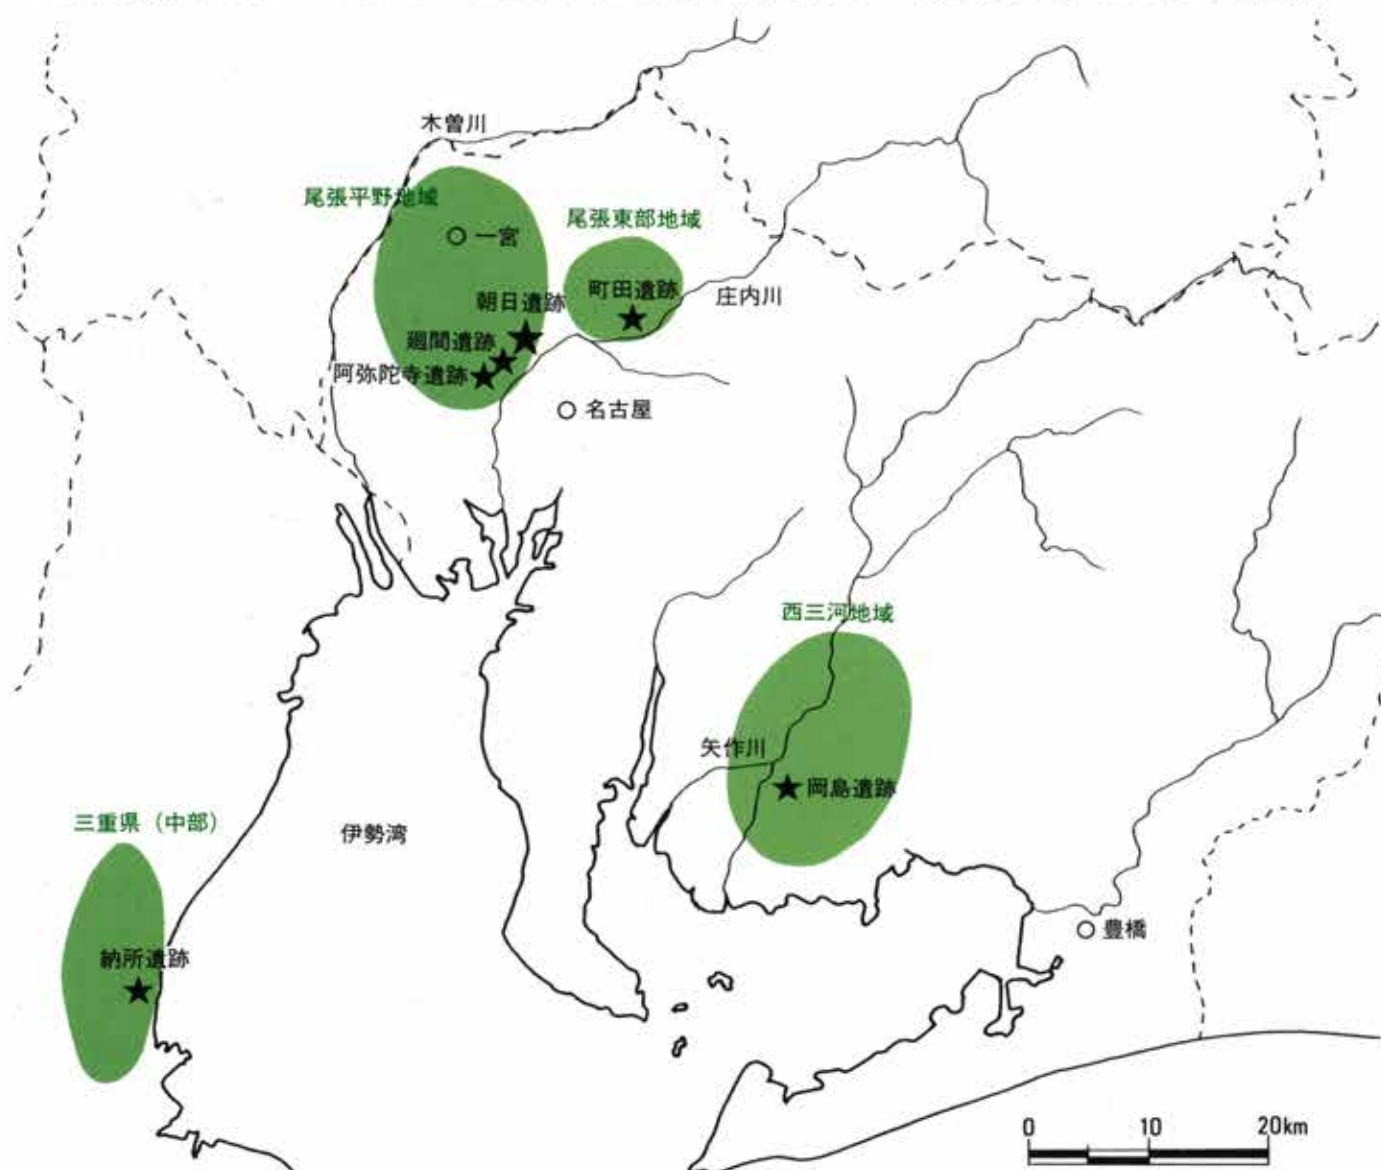 木曽川
尾張平野地域
尾張東部地域
一宮
町田遺跡
庄内川
朝日遺跡
廻間遺跡
阿弥陀寺遺跡
名古屋
西三河地域
矢作川
岡島遺跡
三重県（中部）
伊勢湾
豊橋
納所遺跡
0 10 20km